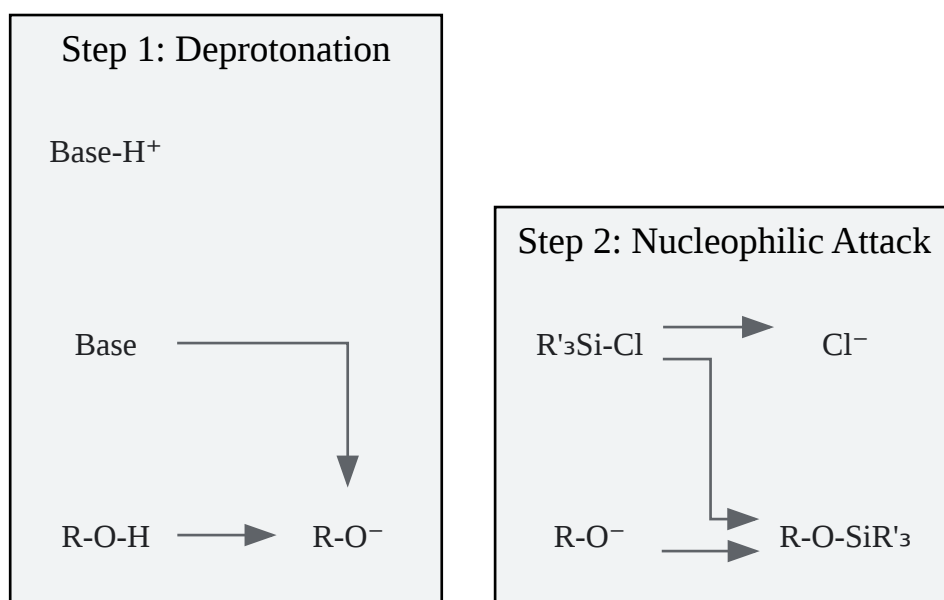 Step 1: Deprotonation
Base-H⁺
Base
R-O-H
R-O⁻
Step 2: Nucleophilic Attack
R'₃Si-Cl
Cl⁻
R-O⁻
R-O-SiR'₃